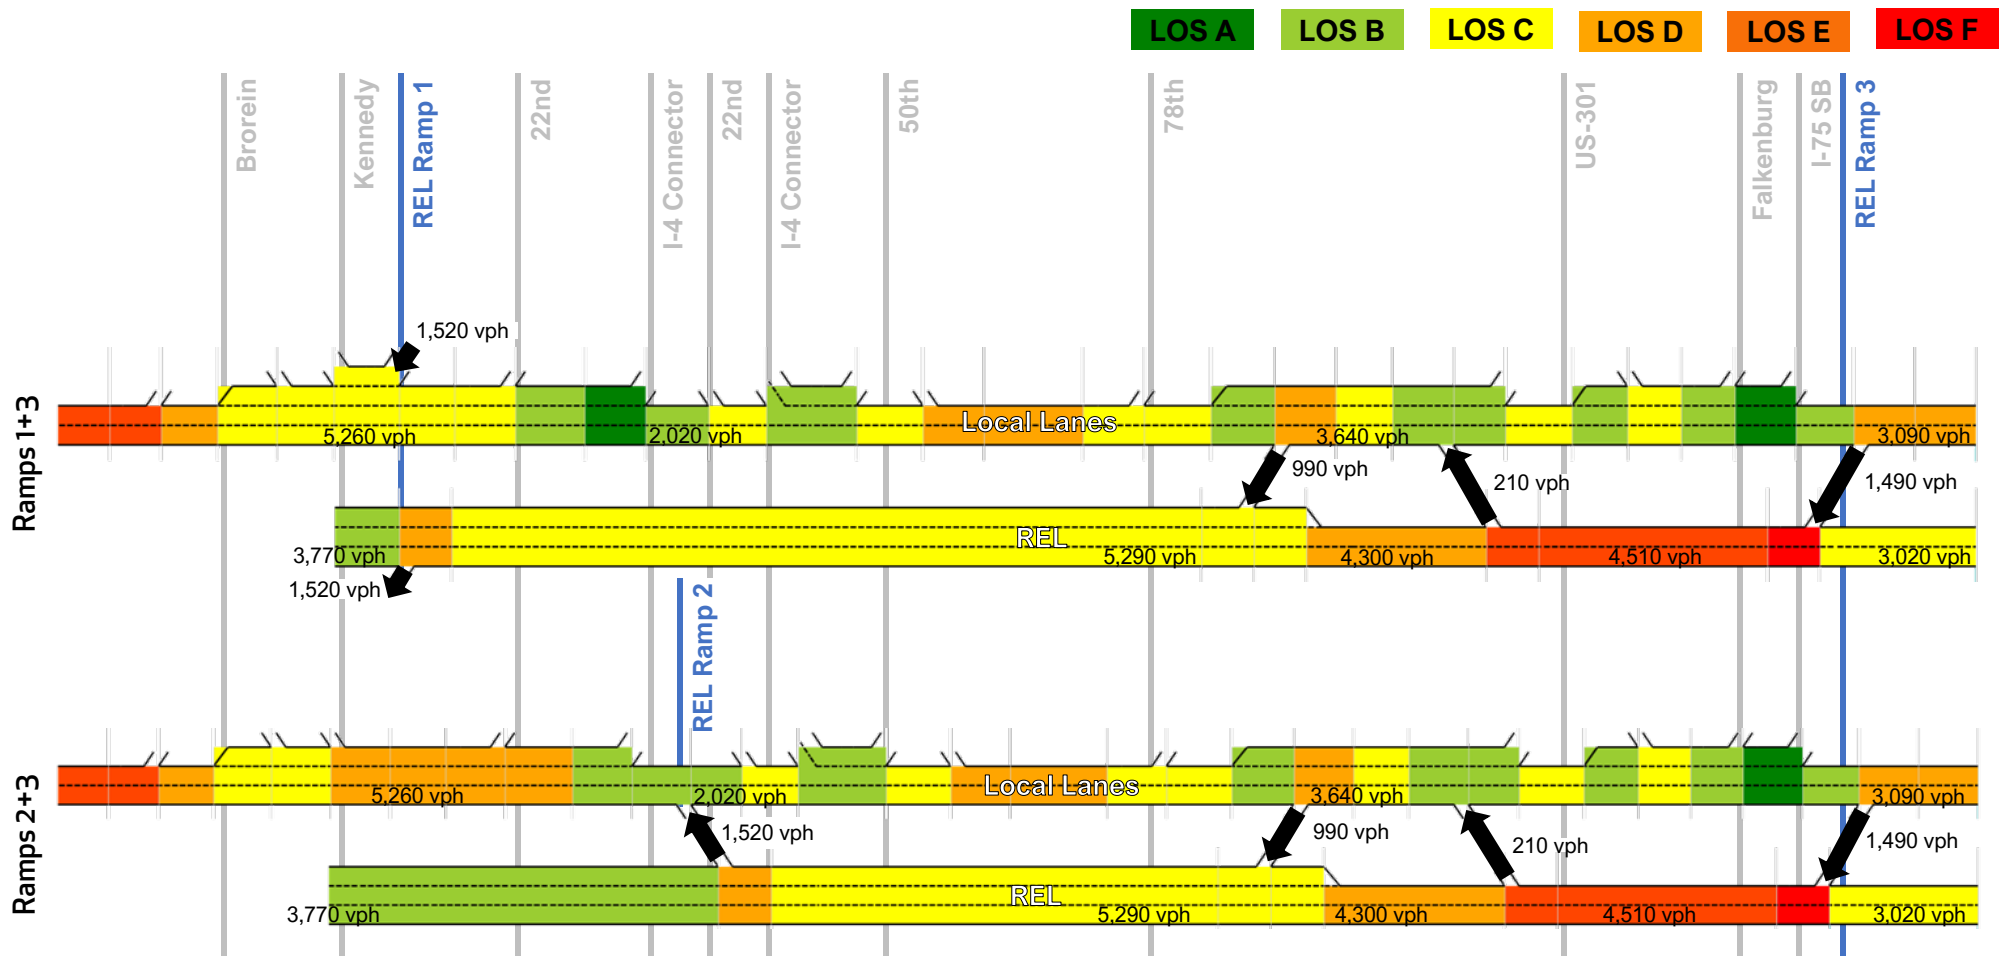 LOS A LOS B LOS C LOS D LOS E LOS F
Brorein
Kennedy
REL Ramp 1
22nd
I-4 Connector
22nd
I-4 Connector
50th
78th
US-301
Falkenburg
I-75 SB
REL Ramp 3
Ramps 1+3
1,520 vph
Local Lanes
5,260 vph 2,020 vph 3,640 vph 3,090 vph
990 vph 210 vph 1,490 vph
REL
3,770 vph 5,290 vph 4,300 vph 4,510 vph 3,020 vph
1,520 vph
REL Ramp 2
Ramps 2+3
Local Lanes
5,260 vph 2,020 vph 3,640 vph 3,090 vph
1,520 vph 990 vph 210 vph 1,490 vph
REL
3,770 vph 5,290 vph 4,300 vph 4,510 vph 3,020 vph